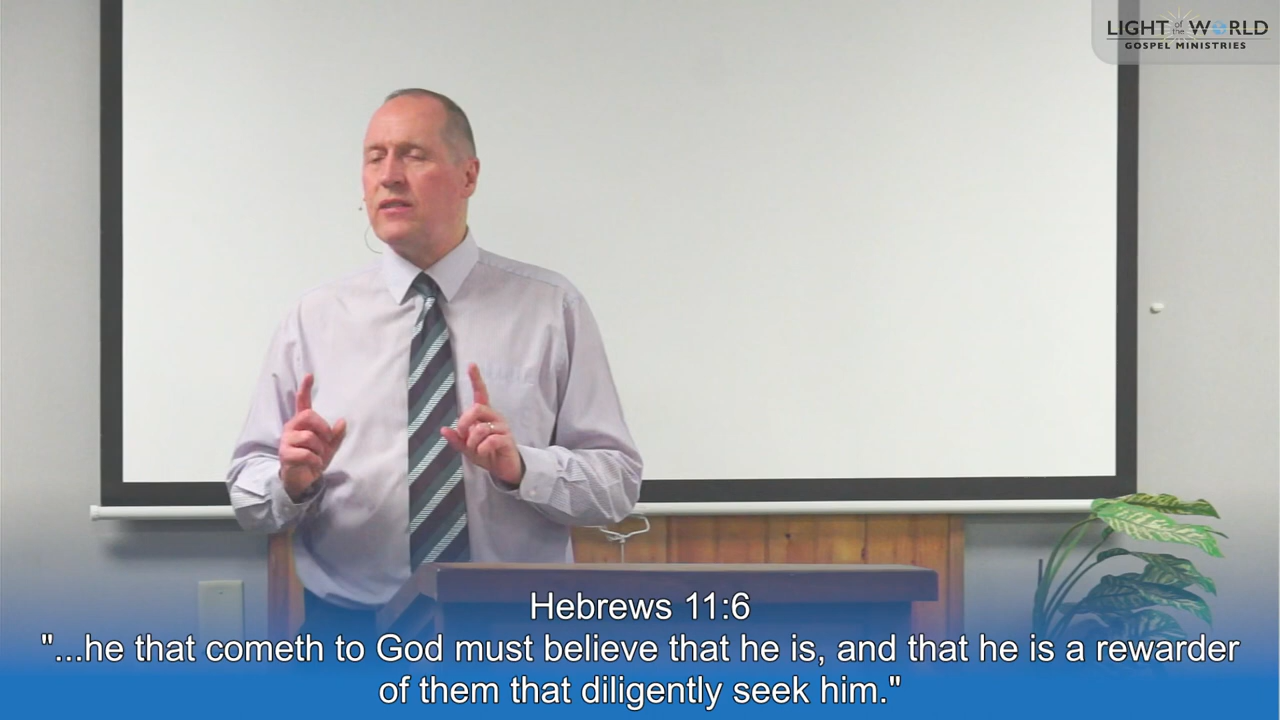 LIGHT of the WORLD
GOSPEL MINISTRIES
Hebrews 11:6
"...he that cometh to God must believe that he is, and that he is a rewarder
of them that diligently seek him."